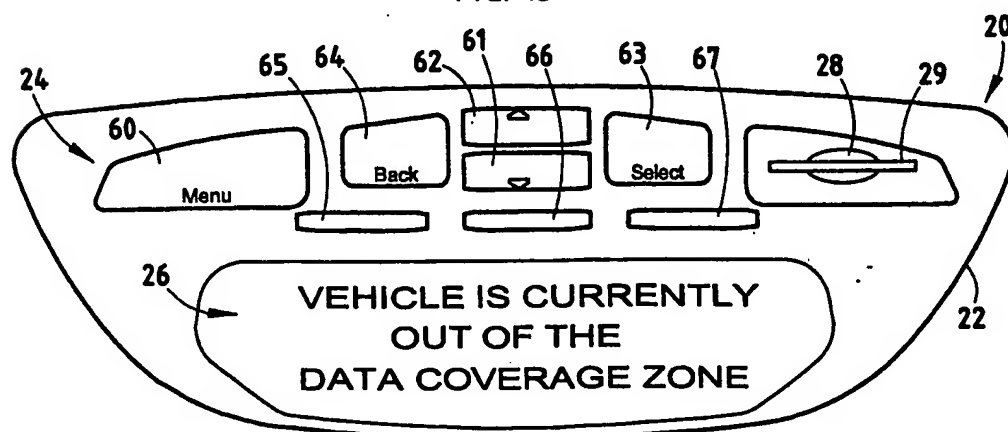 20
61
64 62 66 63 67
65 28 29
24
60
Back Select
Menu
26
VEHICLE IS CURRENTLY
22
OUT OF THE
DATA COVERAGE ZONE